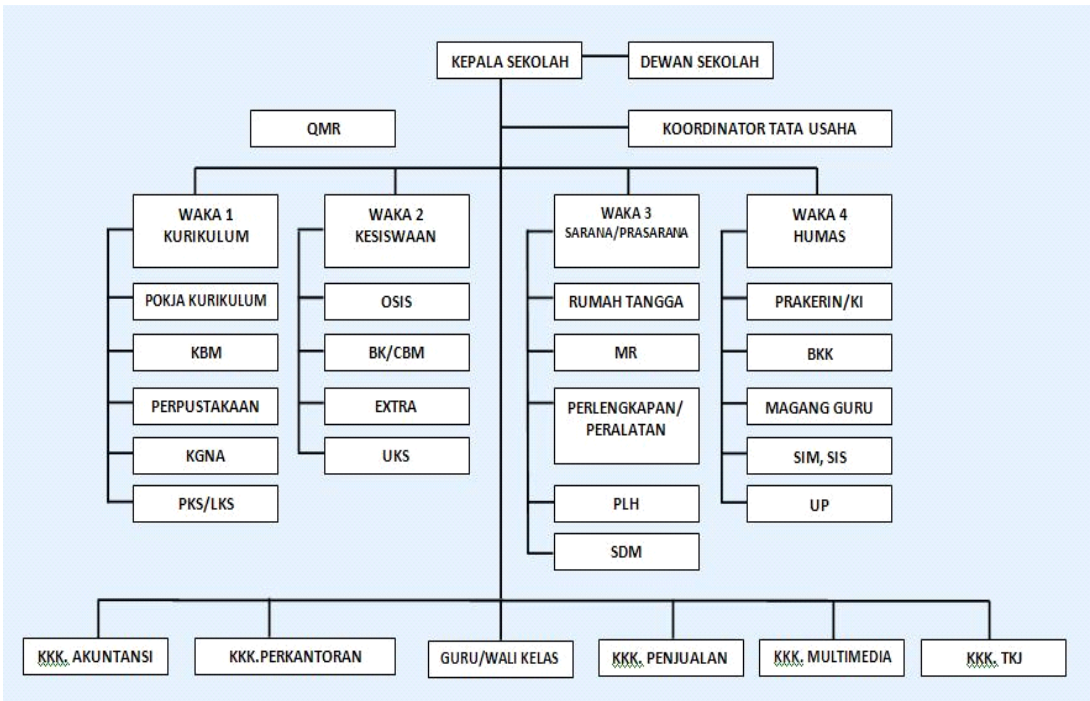 KEPALA SEKOLAH
DEWAN SEKOLAH
QMR
KOORDINATOR TATA USAHA
WAKA 1
KURIKULUM
POKJA KURIKULUM
KBM
PERPUSTAKAAN
KGNA
PKS/LKS
WAKA 2
KESISWAAN
OSIS
BK/CBM
EXTRA
UKS
WAKA 3
SARANA/PRASARANA
RUMAH TANGGA
MR
PERLENGKAPAN/
PERALATAN
PLH
SDM
WAKA 4
HUMAS
PRAKERIN/KI
BKK
MAGANG GURU
SIM, SIS
UP
KKK. AKUNTANSI
KKK.PERKANTORAN
GURU/WALI KELAS
KKK. PENJUALAN
KKK. MULTIMEDIA
KKK. TKJ